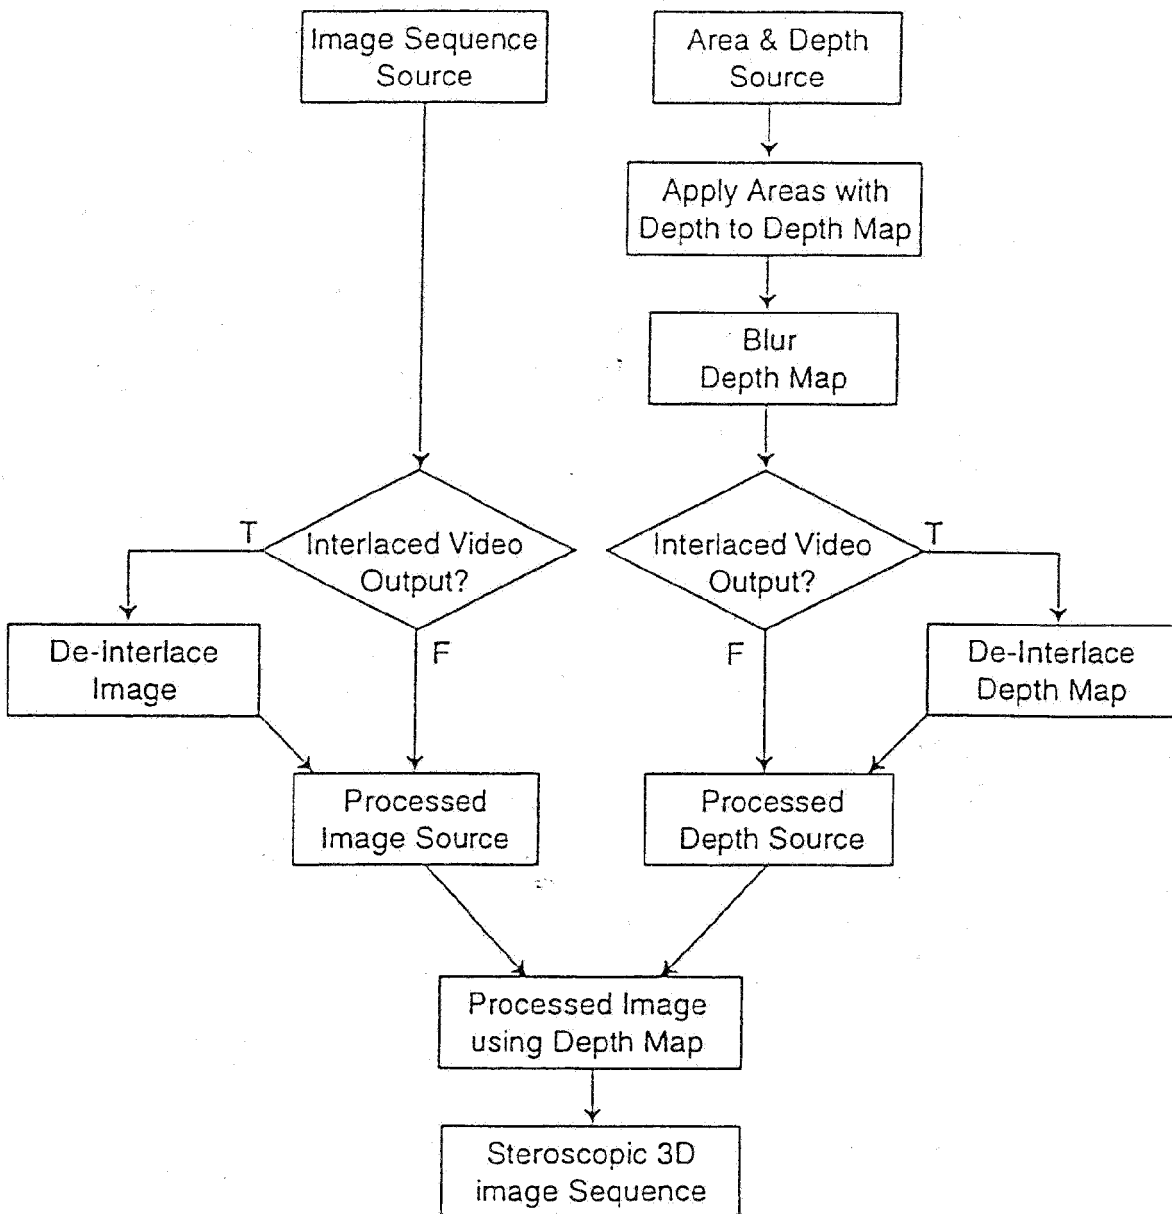 Image Sequence
Source
Area & Depth
Source
Apply Areas with
Depth to Depth Map
Blur
Depth Map
T
Interlaced Video
Output?
F
Interlaced Video
Output?
T
F
De-interlace
Image
De-Interlace
Depth Map
Processed
Image Source
Processed
Depth Source
Processed Image
using Depth Map
Steroscopic 3D
image Sequence